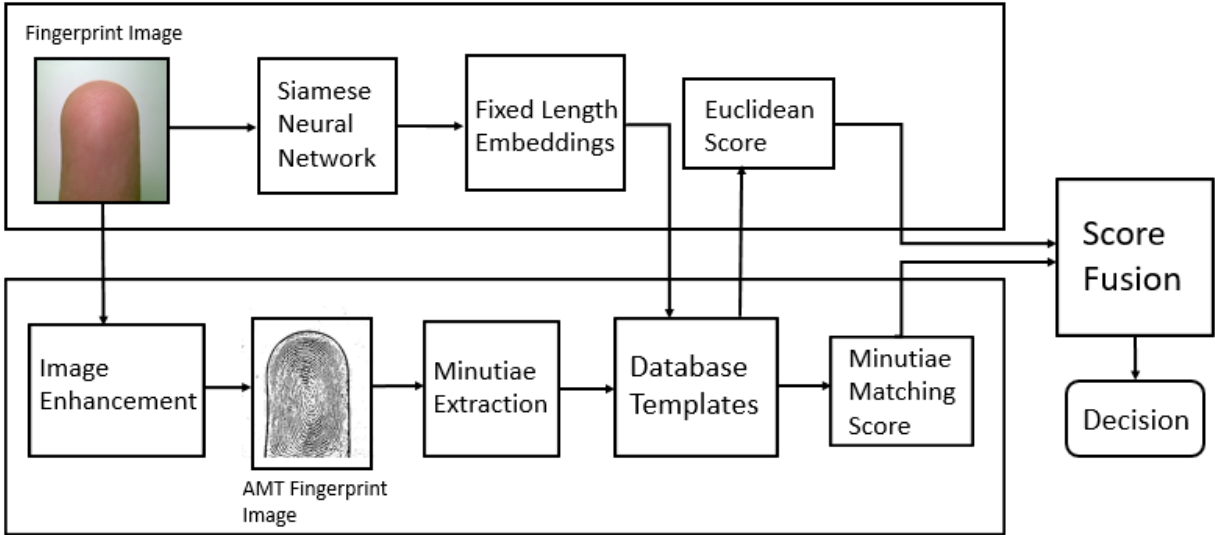 Fingerprint Image
Siamese
Neural
Network
Fixed Length
Embeddings
Euclidean
Score
Score
Fusion
Image
Enhancement
AMT Fingerprint
Image
Minutiae
Extraction
Database
Templates
Minutiae
Matching
Score
Decision